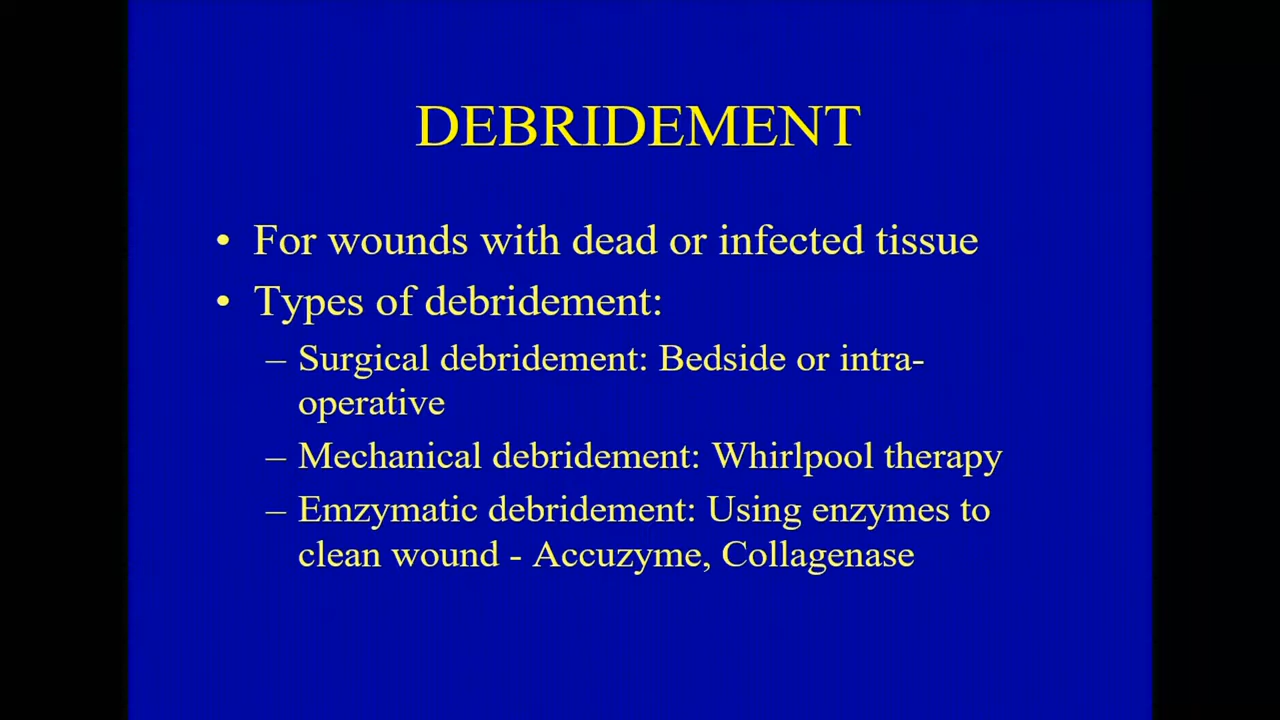 DEBRIDEMENT
• For wounds with dead or infected tissue
• Types of debridement:
– Surgical debridement: Bedside or intra-
operative
– Mechanical debridement: Whirlpool therapy
– Emzymatic debridement: Using enzymes to
clean wound - Accuzyme, Collagenase